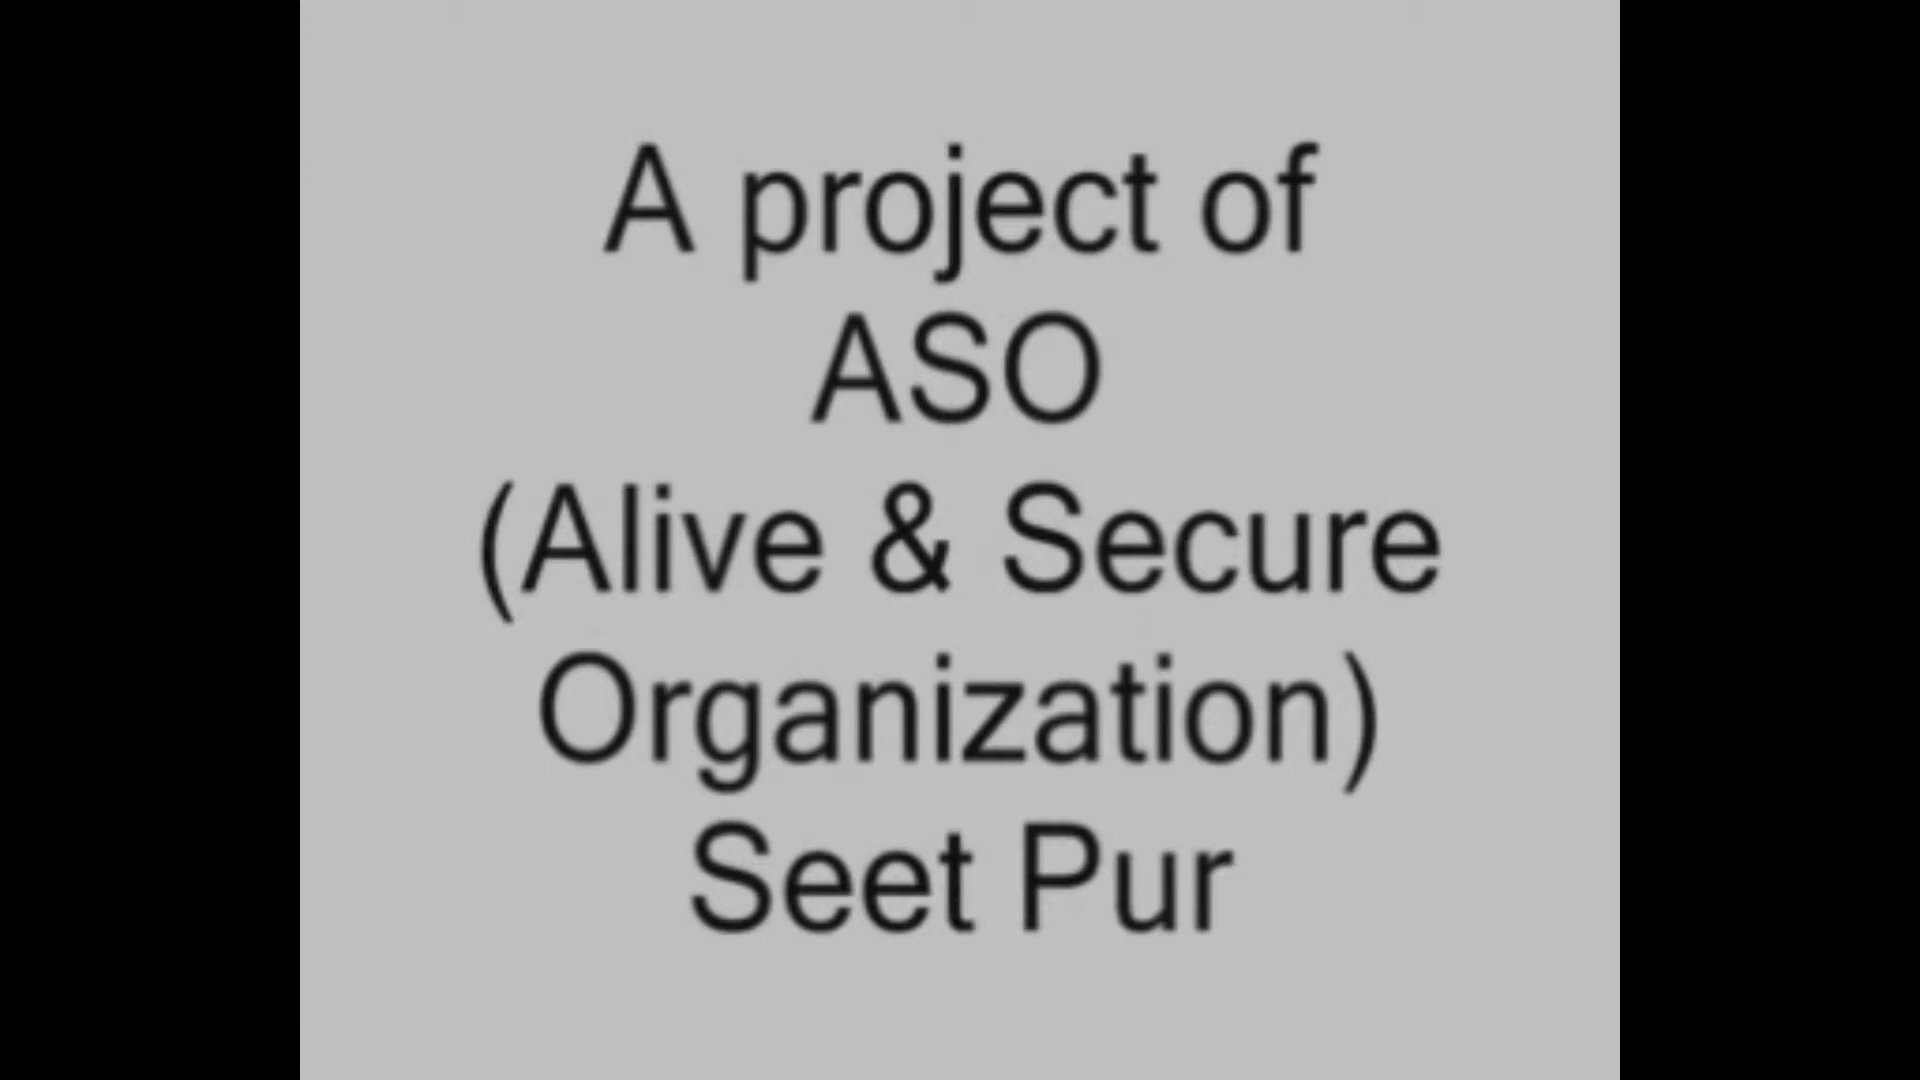 A project of
ASO
(Alive & Secure
Organization)
Seet Pur